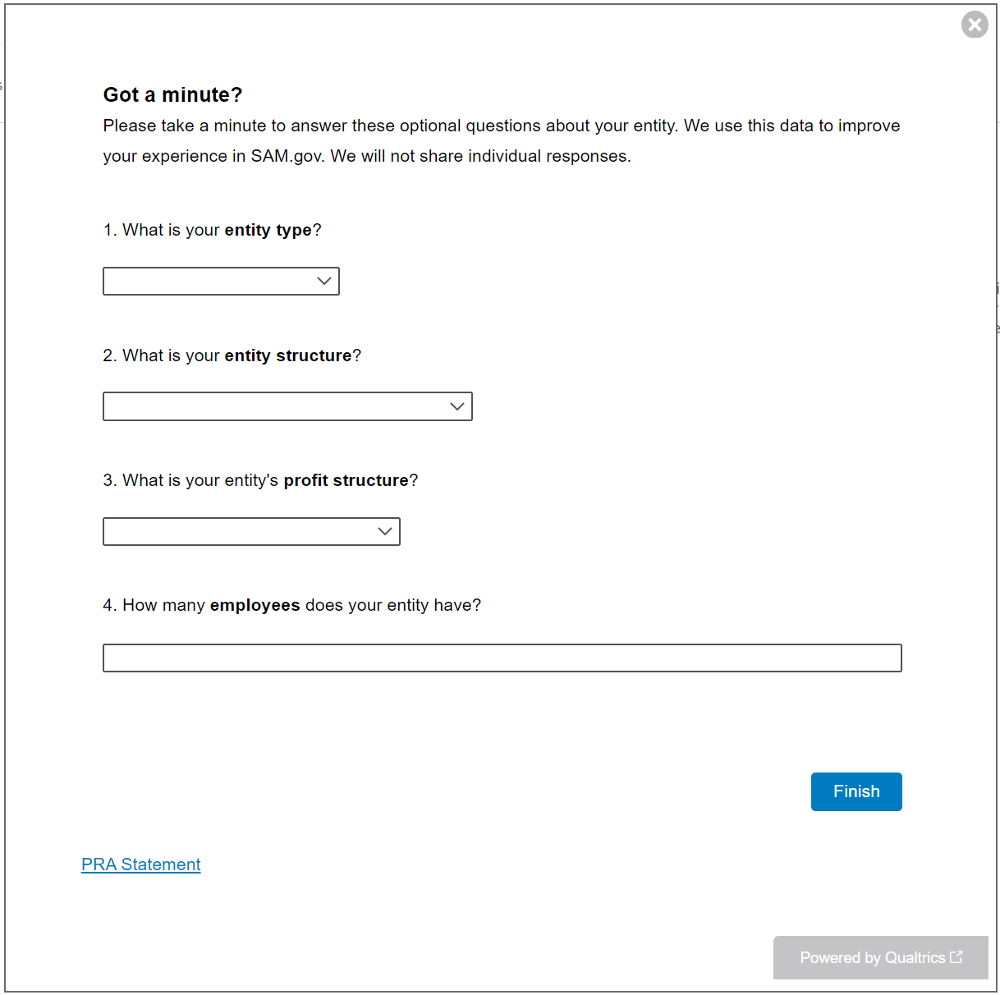 Got a minute?
Please take a minute to answer these optional questions about your entity. We use this data to improve
your experience in SAM.gov. We will not share individual responses.
1. What is your entity type?
2. What is your entity structure?
3. What is your entity's profit structure?
4. How many employees does your entity have?
Finish
PRA Statement
Powered by Qualtrics